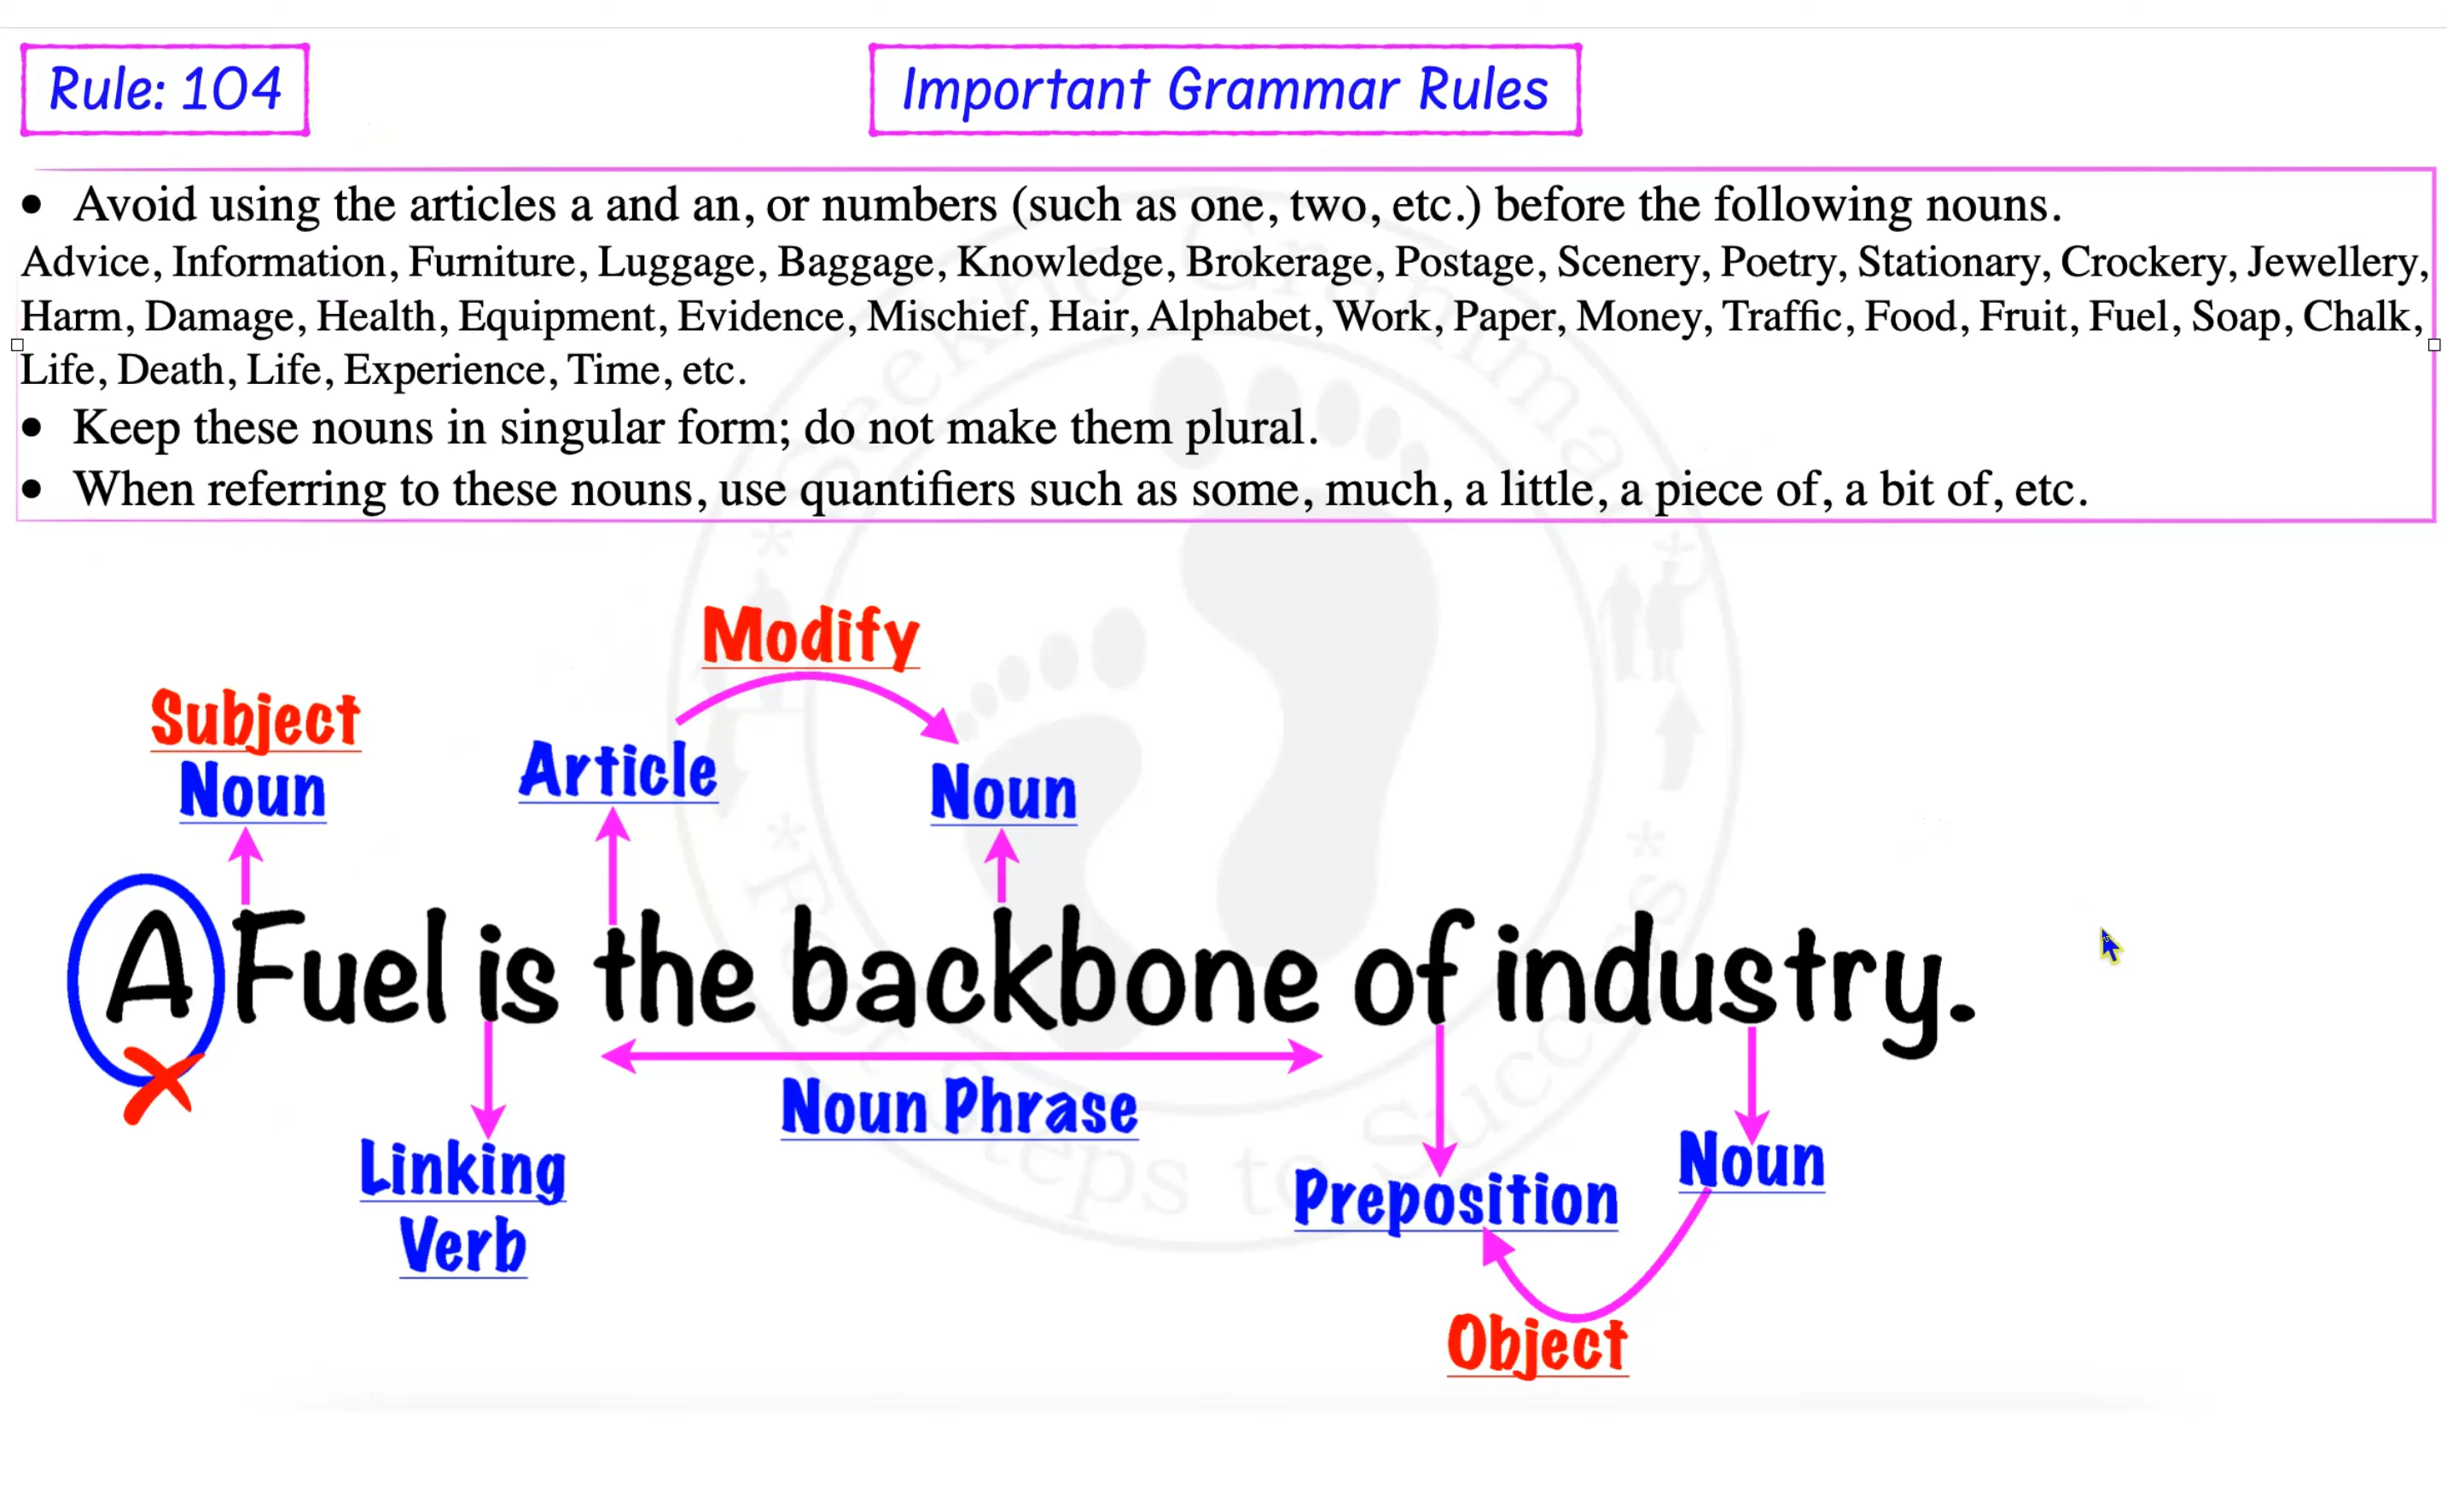 Rule: 104
Important Grammar Rules
• Avoid using the articles a and an, or numbers (such as one, two, etc.) before the following nouns.
Advice, Information, Furniture, Luggage, Baggage, Knowledge, Brokerage, Postage, Scenery, Poetry, Stationary, Crockery, Jewellery,
Harm, Damage, Health, Equipment, Evidence, Mischief, Hair, Alphabet, Work, Paper, Money, Traffic, Food, Fruit, Fuel, Soap, Chalk,
Life, Death, Life, Experience, Time, etc.
• Keep these nouns in singular form; do not make them plural.
• When referring to these nouns, use quantifiers such as some, much, a little, a piece of, a bit of, etc.
Modify
Subject
Noun
Article
Noun
A Fuel is the backbone of industry.
Noun Phrase
Linking
Verb
Preposition
Noun
Object
Seekho Grammar
Steps to Success